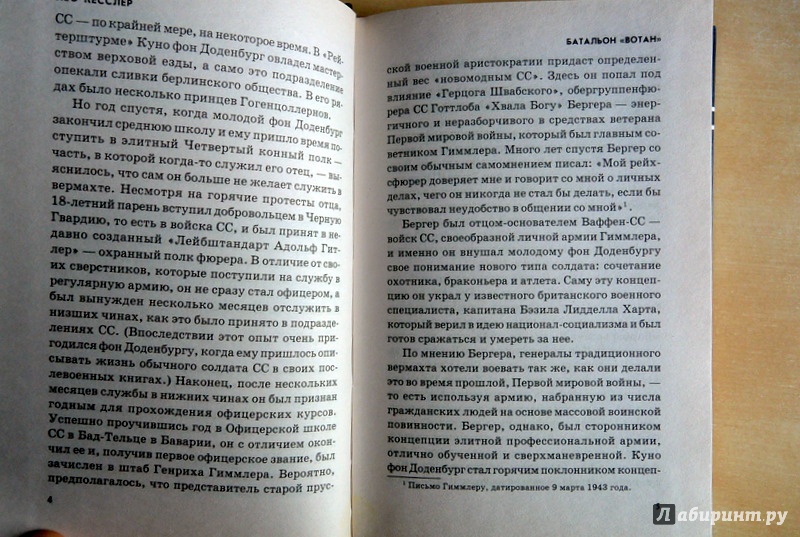 ЛЕО КЕССЛЕР
СС — по крайней мере, на некоторое время. В «Рей-
терштурме» Куно фон Доденбург овладел мастер-
ством верховой езды, а само это подразделение
опекали сливки берлинского общества. В его ря-
дах было несколько принцев Гогенцоллернов.
Но год спустя, когда молодой фон Доденбург
закончил среднюю школу и ему пришло время по-
ступить в элитный Четвертый конный полк —
часть, в которой когда-то служил его отец, — вы-
яснилось, что сам он больше не желает служить в
вермахте. Несмотря на горячие протесты отца,
18-летний парень вступил добровольцем в Черную
Гвардию, то есть в войска СС, и был принят в не-
давно созданный «Лейбштандарт Адольф Гит-
лер» — охранный полк фюрера. В отличие от сво-
их сверстников, которые поступили на службу в
регулярную армию, он не сразу стал офицером, а
был вынужден несколько месяцев отслужить в
низших чинах, как это было принято в подразде-
лениях СС. (Впоследствии этот опыт очень при-
годился фон Доденбургу, когда ему пришлось опи-
сывать жизнь обычного солдата СС в своих пос-
левоенных книгах.) Наконец, после нескольких
месяцев службы в нижних чинах он был признан
годным для прохождения офицерских курсов.
Успешно проучившись год в Офицерской школе
СС в Бад-Тельце в Баварии, он с отличием окон-
чил ее и, получив первое офицерское звание, был
зачислен в штаб Генриха Гиммлера. Вероятно,
предполагалось, что представитель старой прус-
4
БАТАЛЬОН «ВОТАН»
ской военной аристократии придаст определен-
ный вес «новомодным СС». Здесь он попал под
влияние «Герцога Швабского», обергруппенфю-
рера СС Готтлоба «Хвала Богу» Бергера — энер-
гичного и неразборчивого в средствах ветерана
Первой мировой войны, который был главным со-
ветником Гиммлера. Много лет спустя Бергер со
своим обычным самомнением писал: «Мой рейх-
сфюрер доверяет мне и говорит со мной о личных
делах, чего он никогда не стал бы делать, если бы
чувствовал неудобство в общении со мной»¹.
Бергер был отцом-основателем Ваффен-СС —
войск СС, своеобразной личной армии Гиммлера,
и именно он внушал молодому фон Доденбургу
свое понимание нового типа солдата: сочетание
охотника, браконьера и атлета. Саму эту концеп-
цию он украл у известного британского военного
специалиста, капитана Бэзила Лидделла Харта,
который верил в идею национал-социализма и был
готов сражаться и умереть за нее.
По мнению Бергера, генералы традиционного
вермахта хотели воевать так же, как они делали
это во время прошлой, Первой мировой войны, —
то есть используя армию, набранную из числа
гражданских людей на основе массовой воинской
повинности. Бергер, однако, был сторонником
концепции элитной профессиональной армии,
отлично обученной и сверхманевренной. Куно
фон Доденбург стал горячим поклонником концеп-
¹ Письмо Гиммлеру, датированное 9 марта 1943 года.
Лабиринт.ру